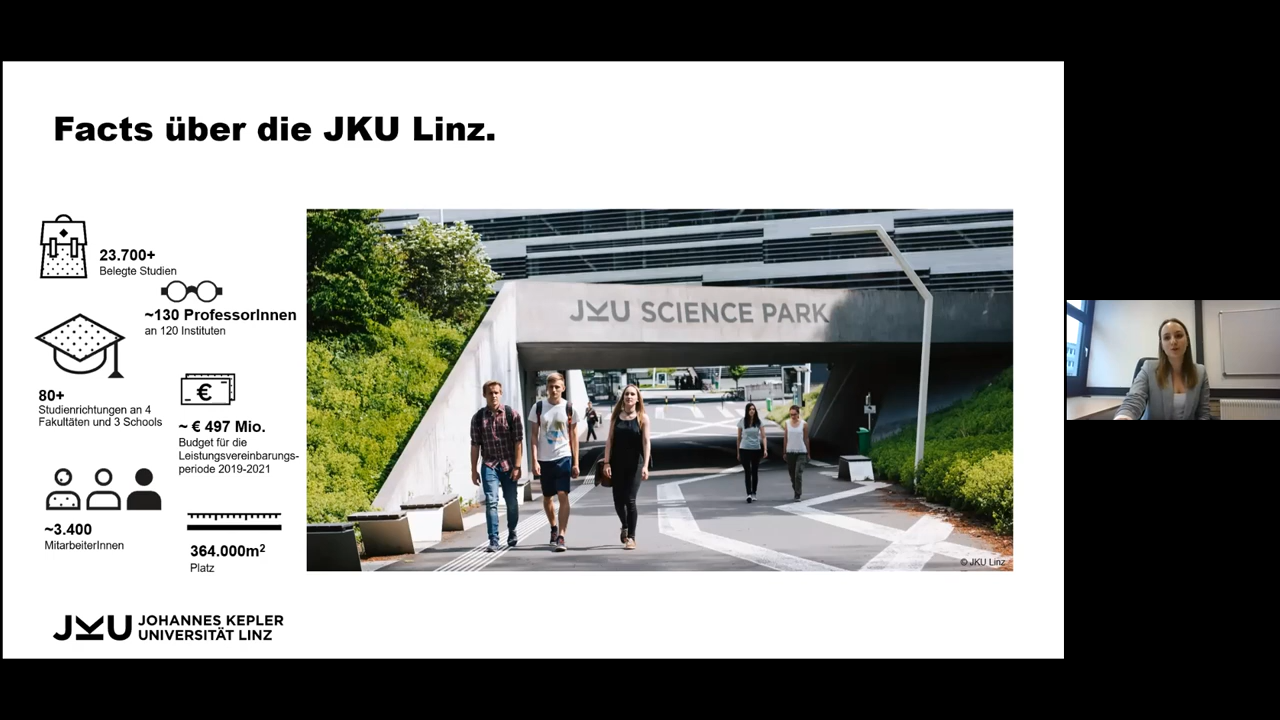 Facts über die JKU Linz.
23.700+
Belegte Studien
~130 ProfessorInnen
an 120 Instituten
80+
Studienrichtungen an 4
Fakultäten und 3 Schools
€
~ € 497 Mio.
Budget für die
Leistungsvereinbarungs-
periode 2019-2021
~3.400
MitarbeiterInnen
364.000m²
Platz
JKU SCIENCE PARK
© JKU Linz
JKU JOHANNES KEPLER
UNIVERSITÄT LINZ